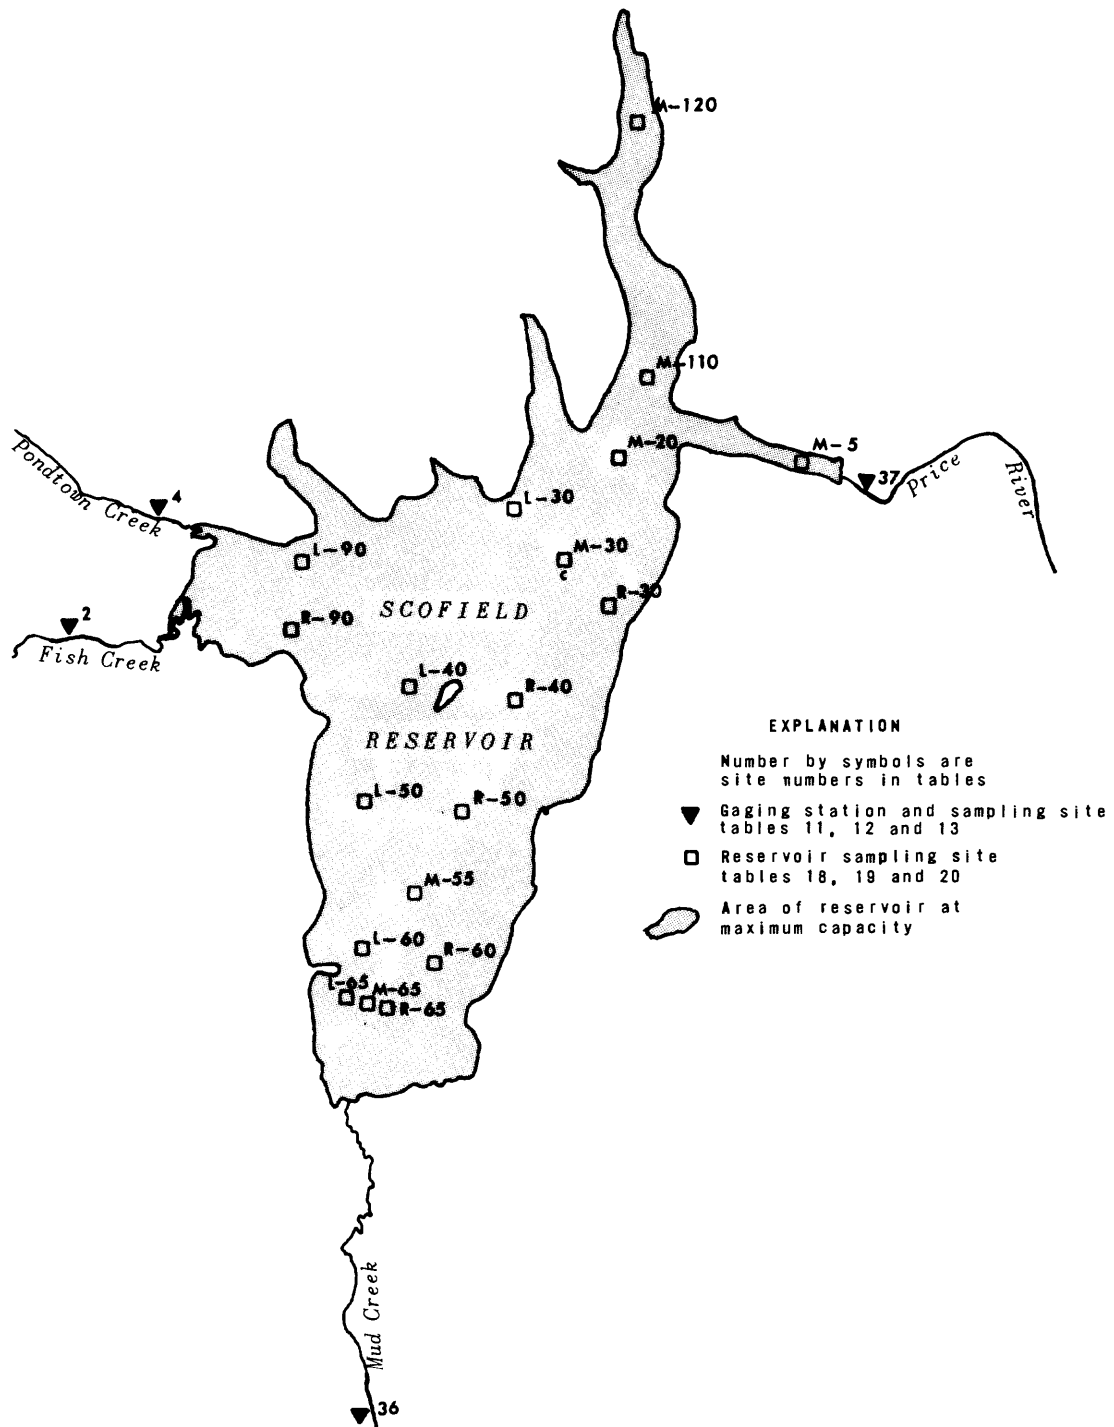 M-120
M-110
M-20
M-5
37
Price
River
Pondtown Creek
4
L-30
L-90
M-30
c
R-30
SCOFIELD
2
R-90
Fish Creek
L-40
R-40
RESERVOIR
L-50
R-50
M-55
L-60
R-60
L-65
M-65
R-65
EXPLANATION
Number by symbols are
site numbers in tables
Gaging station and sampling site
tables 11, 12 and 13
Reservoir sampling site
tables 18, 19 and 20
Area of reservoir at
maximum capacity
Mud Creek
36